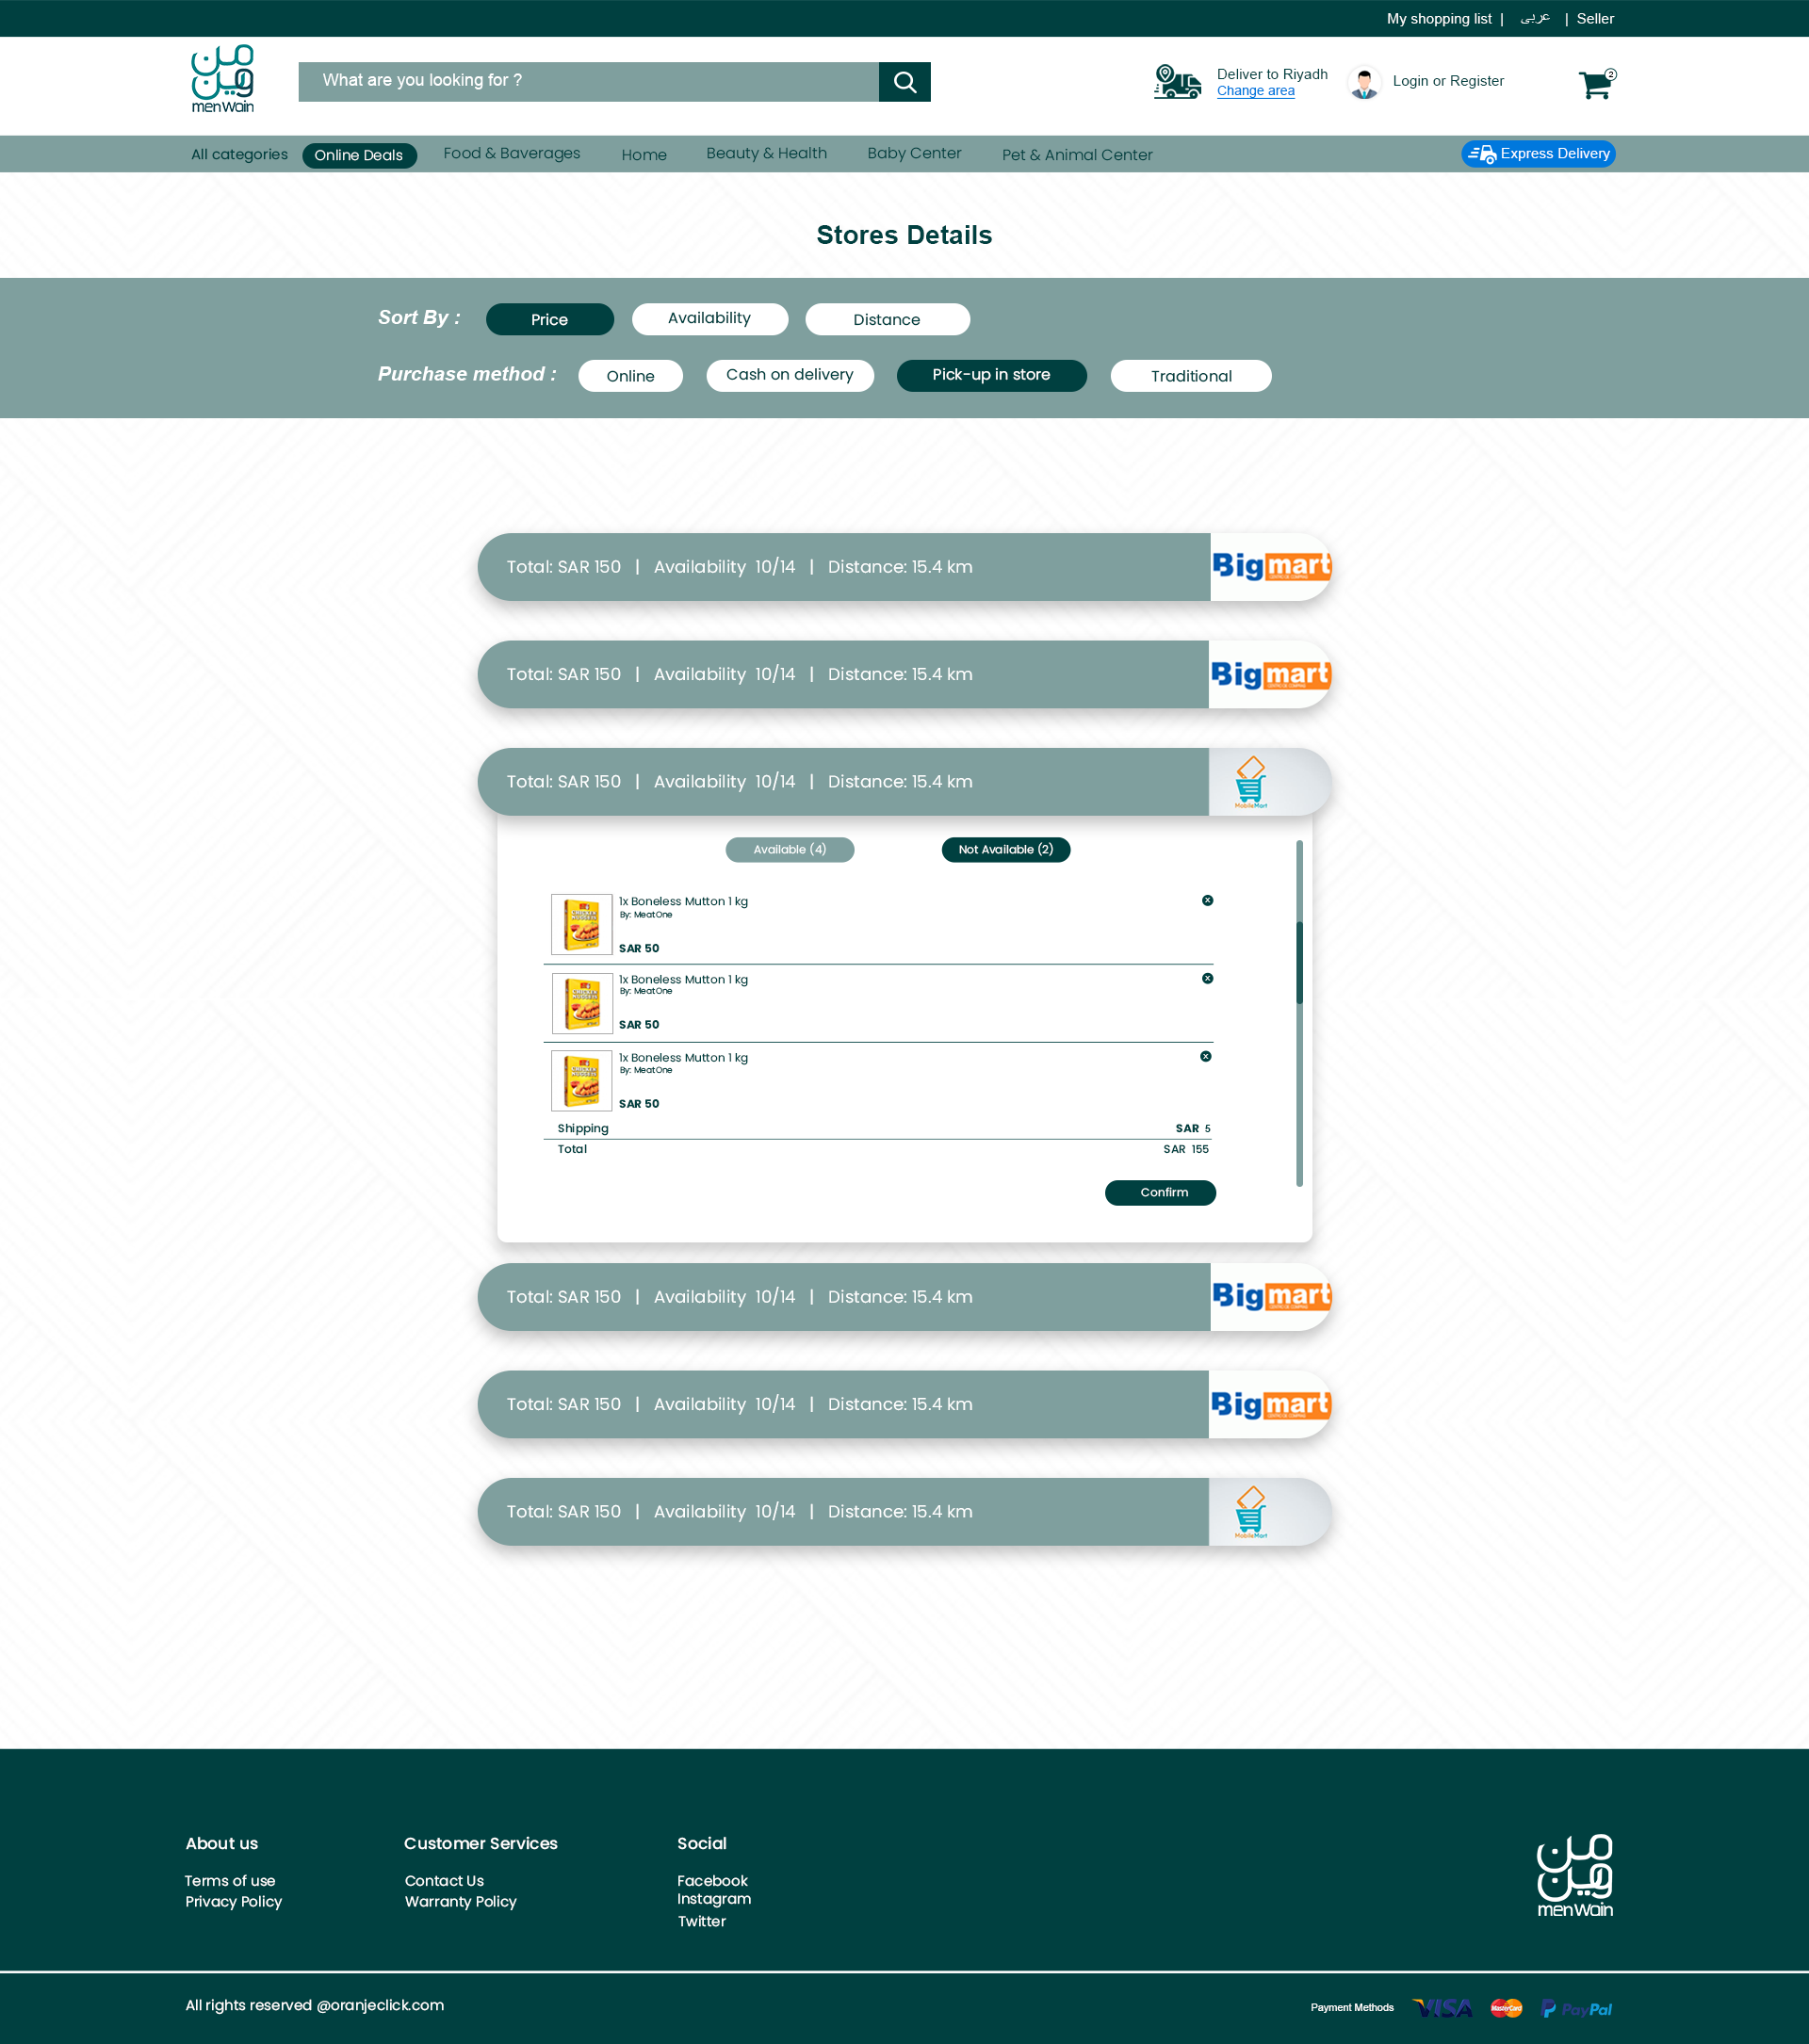 My shopping list | عربى | Seller
من
وين
menWain
What are you looking for ?
Deliver to Riyadh
Change area
Login or Register
2
All categories Online Deals Food & Baverages Home Beauty & Health Baby Center Pet & Animal Center Express Delivery
Stores Details
Sort By : Price Availability Distance
Purchase method : Online Cash on delivery Pick-up in store Traditional
Total: SAR 150 | Availability 10/14 | Distance: 15.4 km Bigmart
Total: SAR 150 | Availability 10/14 | Distance: 15.4 km Bigmart
Total: SAR 150 | Availability 10/14 | Distance: 15.4 km MobileMart
Available (4) Not Available (2)
1x Boneless Mutton 1 kg
By: MeatOne
SAR 50
1x Boneless Mutton 1 kg
By: MeatOne
SAR 50
1x Boneless Mutton 1 kg
By: MeatOne
SAR 50
Shipping SAR 5
Total SAR 155
Confirm
Total: SAR 150 | Availability 10/14 | Distance: 15.4 km Bigmart
Total: SAR 150 | Availability 10/14 | Distance: 15.4 km Bigmart
Total: SAR 150 | Availability 10/14 | Distance: 15.4 km MobileMart
About us
Terms of use
Privacy Policy
Customer Services
Contact Us
Warranty Policy
Social
Facebook
Instagram
Twitter
من
وين
menWain
All rights reserved @oranjeclick.com
Payment Methods VISA MasterCard PayPal